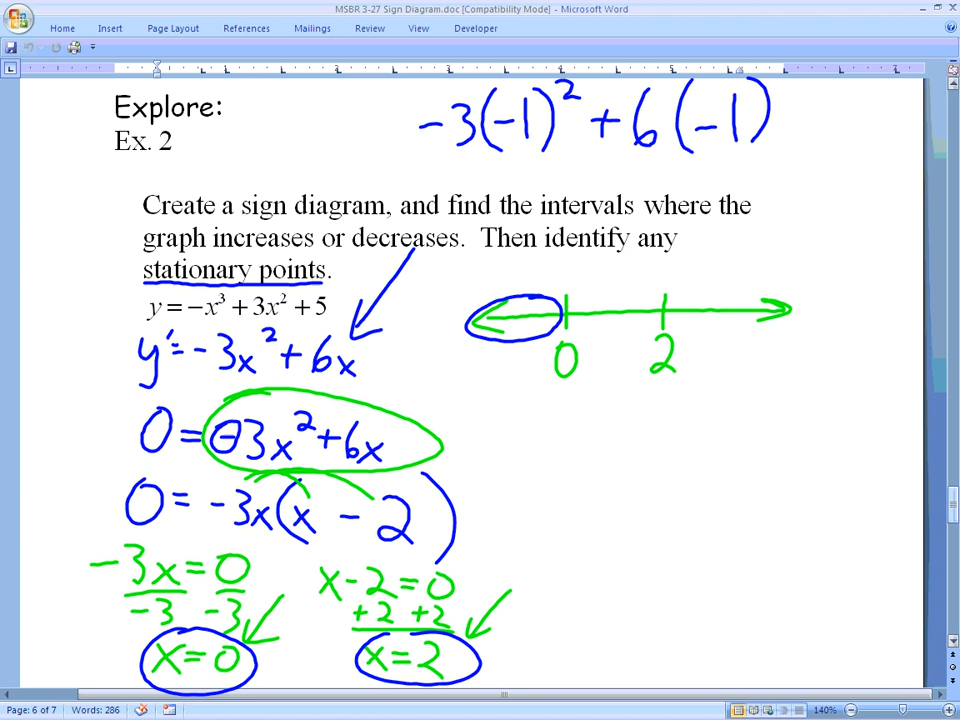 MSBR 3-27 Sign Diagram.doc [Compatibility Mode] - Microsoft Word
Home Insert Page Layout References Mailings Review View Developer
Explore:
-3(-1)² + 6(-1)
Ex. 2
Create a sign diagram, and find the intervals where the
graph increases or decreases. Then identify any
stationary points.
y = -x³ + 3x² + 5
y' = -3x² + 6x
0 2
0 = -3x² + 6x
0 = -3x(x - 2)
-3x = 0 x - 2 = 0
-3 -3 +2 +2
x = 0 x = 2
Page: 6 of 7 Words: 286 140%